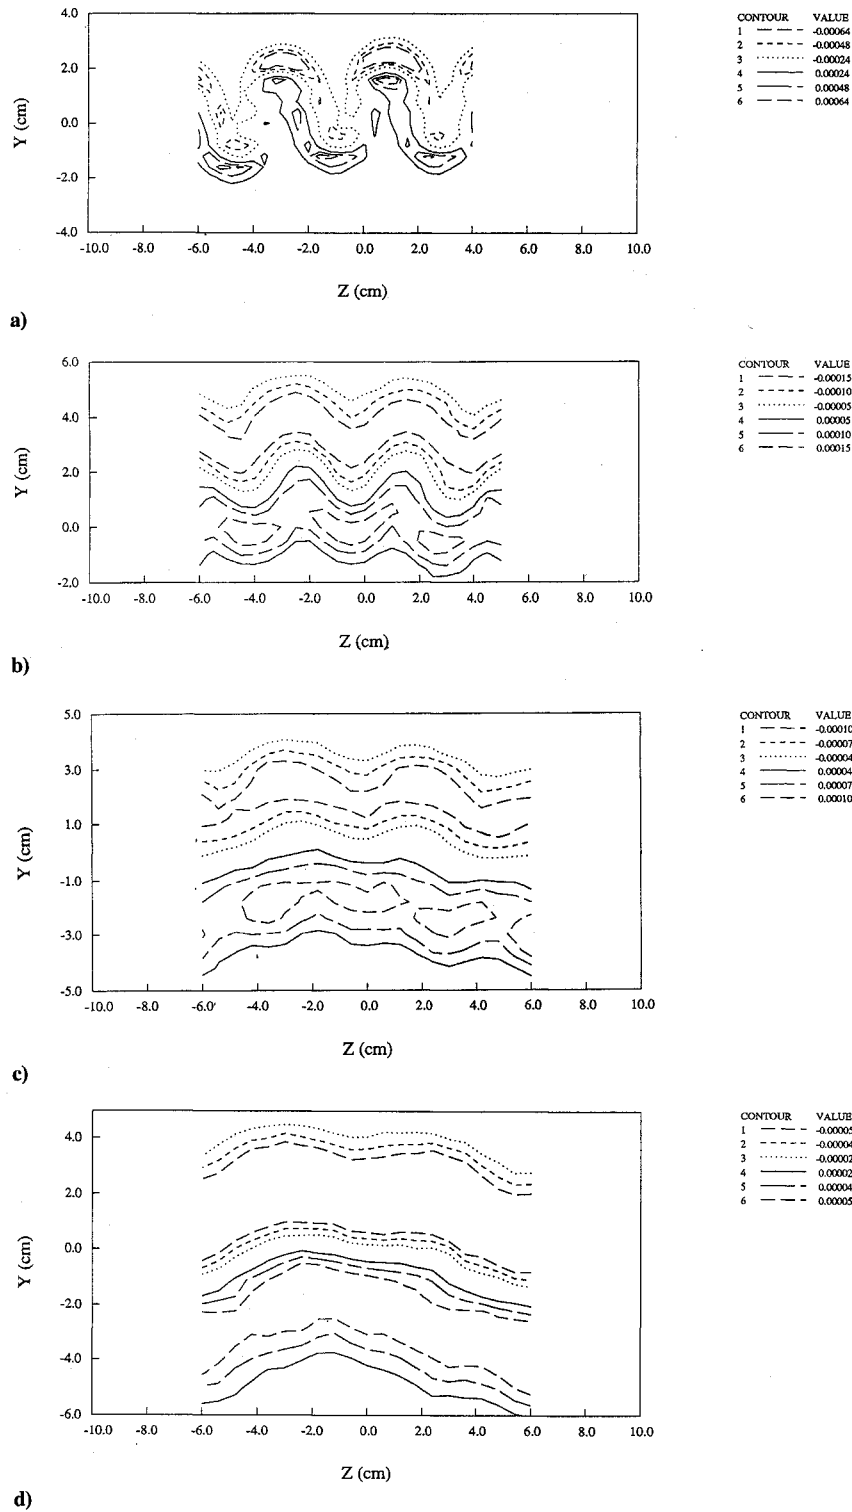 4.0
2.0
0.0
-2.0
-4.0
Y (cm)
-10.0 -8.0 -6.0 -4.0 -2.0 0.0 2.0 4.0 6.0 8.0 10.0
Z (cm)
CONTOUR VALUE
1 -0.00064
2 -0.00048
3 -0.00024
4 0.00024
5 0.00048
6 0.00064
a)
6.0
4.0
2.0
0.0
-2.0
Y (cm)
-10.0 -8.0 -6.0 -4.0 -2.0 0.0 2.0 4.0 6.0 8.0 10.0
Z (cm)
CONTOUR VALUE
1 -0.00015
2 -0.00010
3 -0.00005
4 0.00005
5 0.00010
6 0.00015
b)
5.0
3.0
1.0
-1.0
-3.0
-5.0
Y (cm)
-10.0 -8.0 -6.0 -4.0 -2.0 0.0 2.0 4.0 6.0 8.0 10.0
Z (cm)
CONTOUR VALUE
1 -0.00010
2 -0.00007
3 -0.00004
4 0.00004
5 0.00007
6 0.00010
c)
4.0
2.0
0.0
-2.0
-4.0
-6.0
Y (cm)
-10.0 -8.0 -6.0 -4.0 -2.0 0.0 2.0 4.0 6.0 8.0 10.0
Z (cm)
CONTOUR VALUE
1 -0.00005
2 -0.00004
3 -0.00002
4 0.00002
5 0.00004
6 0.00005
d)